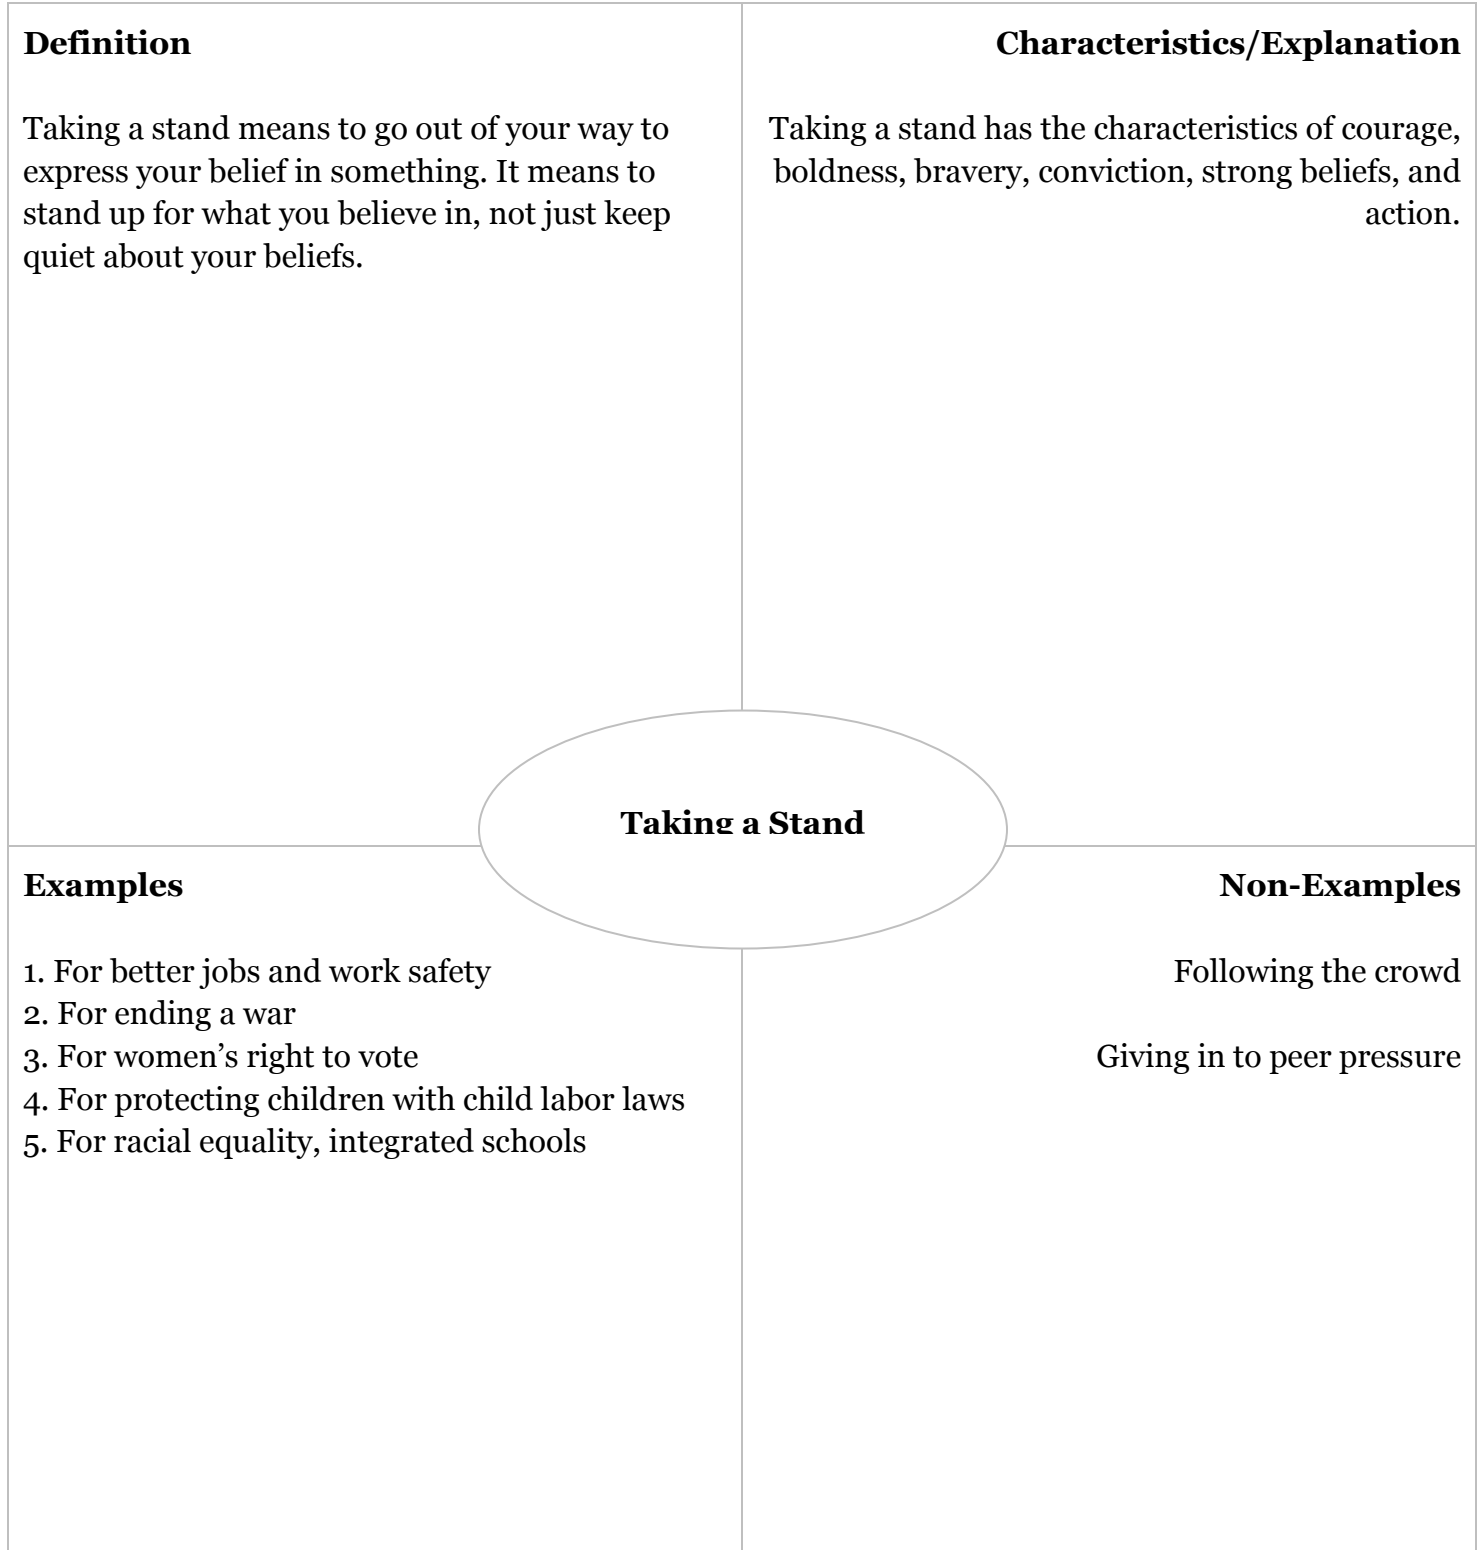 Definition
Taking a stand means to go out of your way to
express your belief in something. It means to
stand up for what you believe in, not just keep
quiet about your beliefs.
Characteristics/Explanation
Taking a stand has the characteristics of courage,
boldness, bravery, conviction, strong beliefs, and
action.
Taking a Stand
Examples
1. For better jobs and work safety
2. For ending a war
3. For women’s right to vote
4. For protecting children with child labor laws
5. For racial equality, integrated schools
Non-Examples
Following the crowd
Giving in to peer pressure